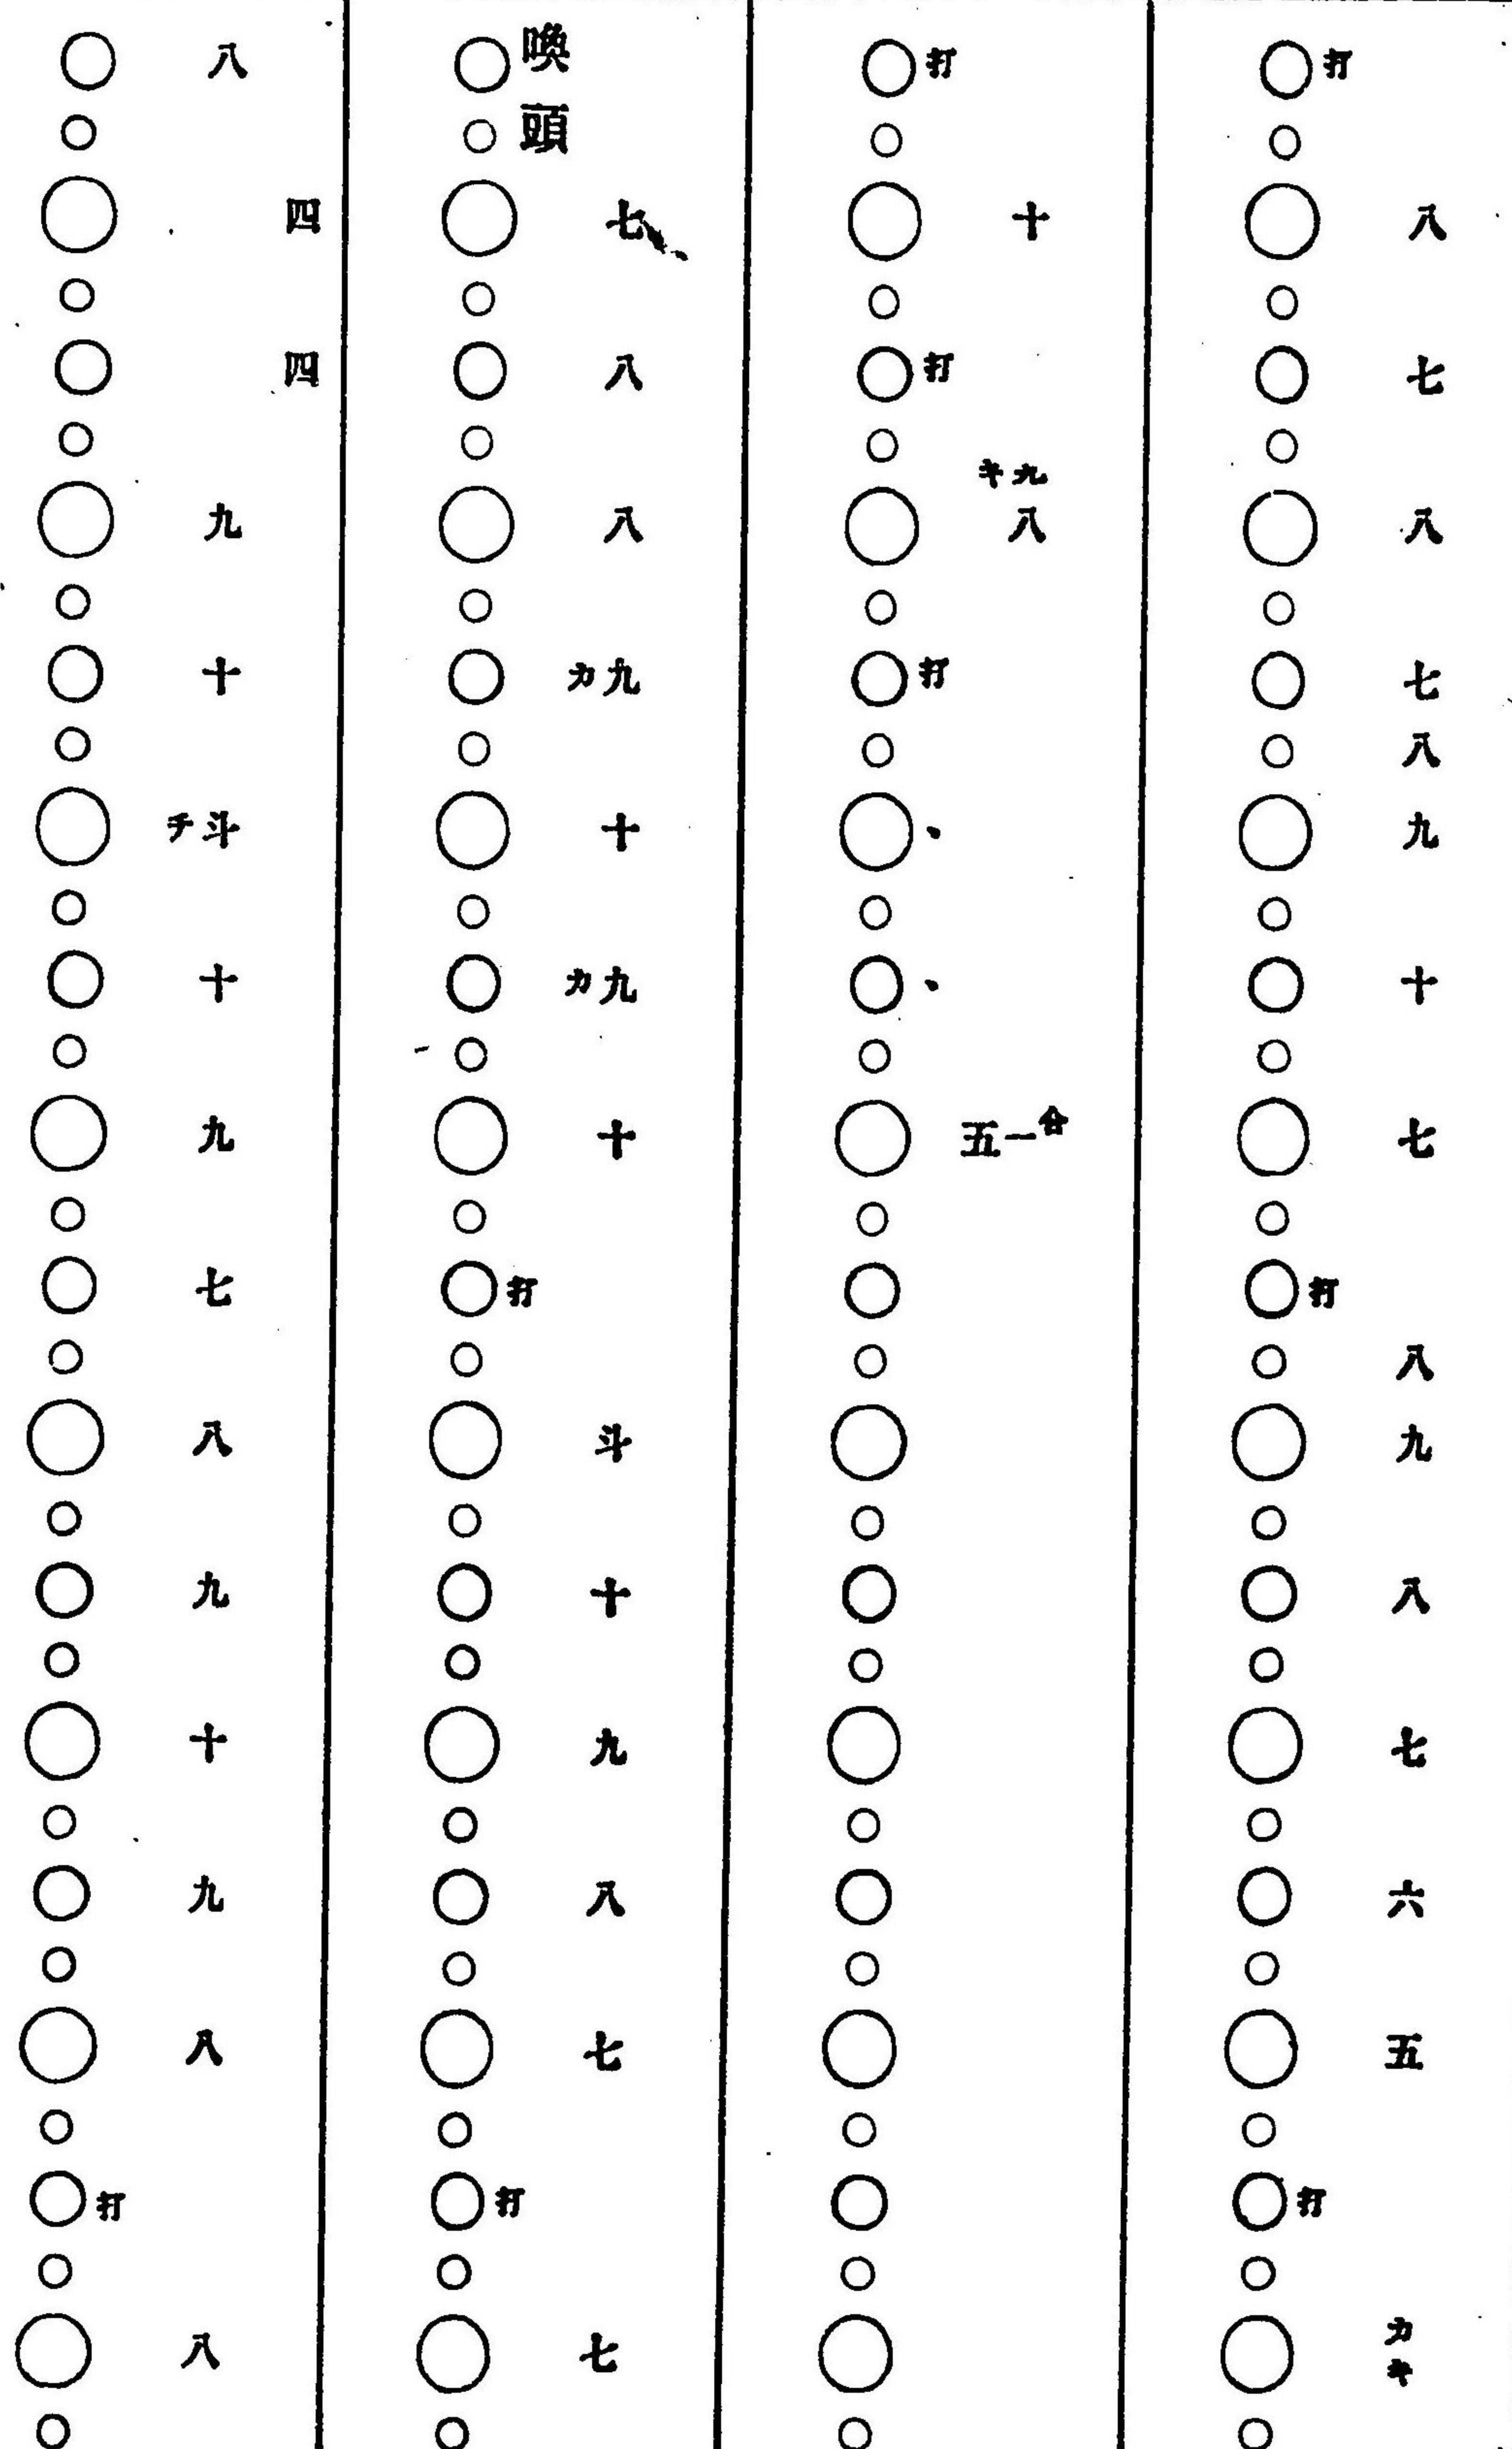 打 八 七 八 七 八 九 十 七 打 八 九 八 七 六 五 打 カキ
打 十 打 九キ 八 打 ヽ ヽ 合一五
喚頭 七 八 八 九カ 十 九カ 十 打 斗 十 九 八 七 打 七
八 四 四 九 十 斗チ 十 九 七 八 九 十 九 八 打 八